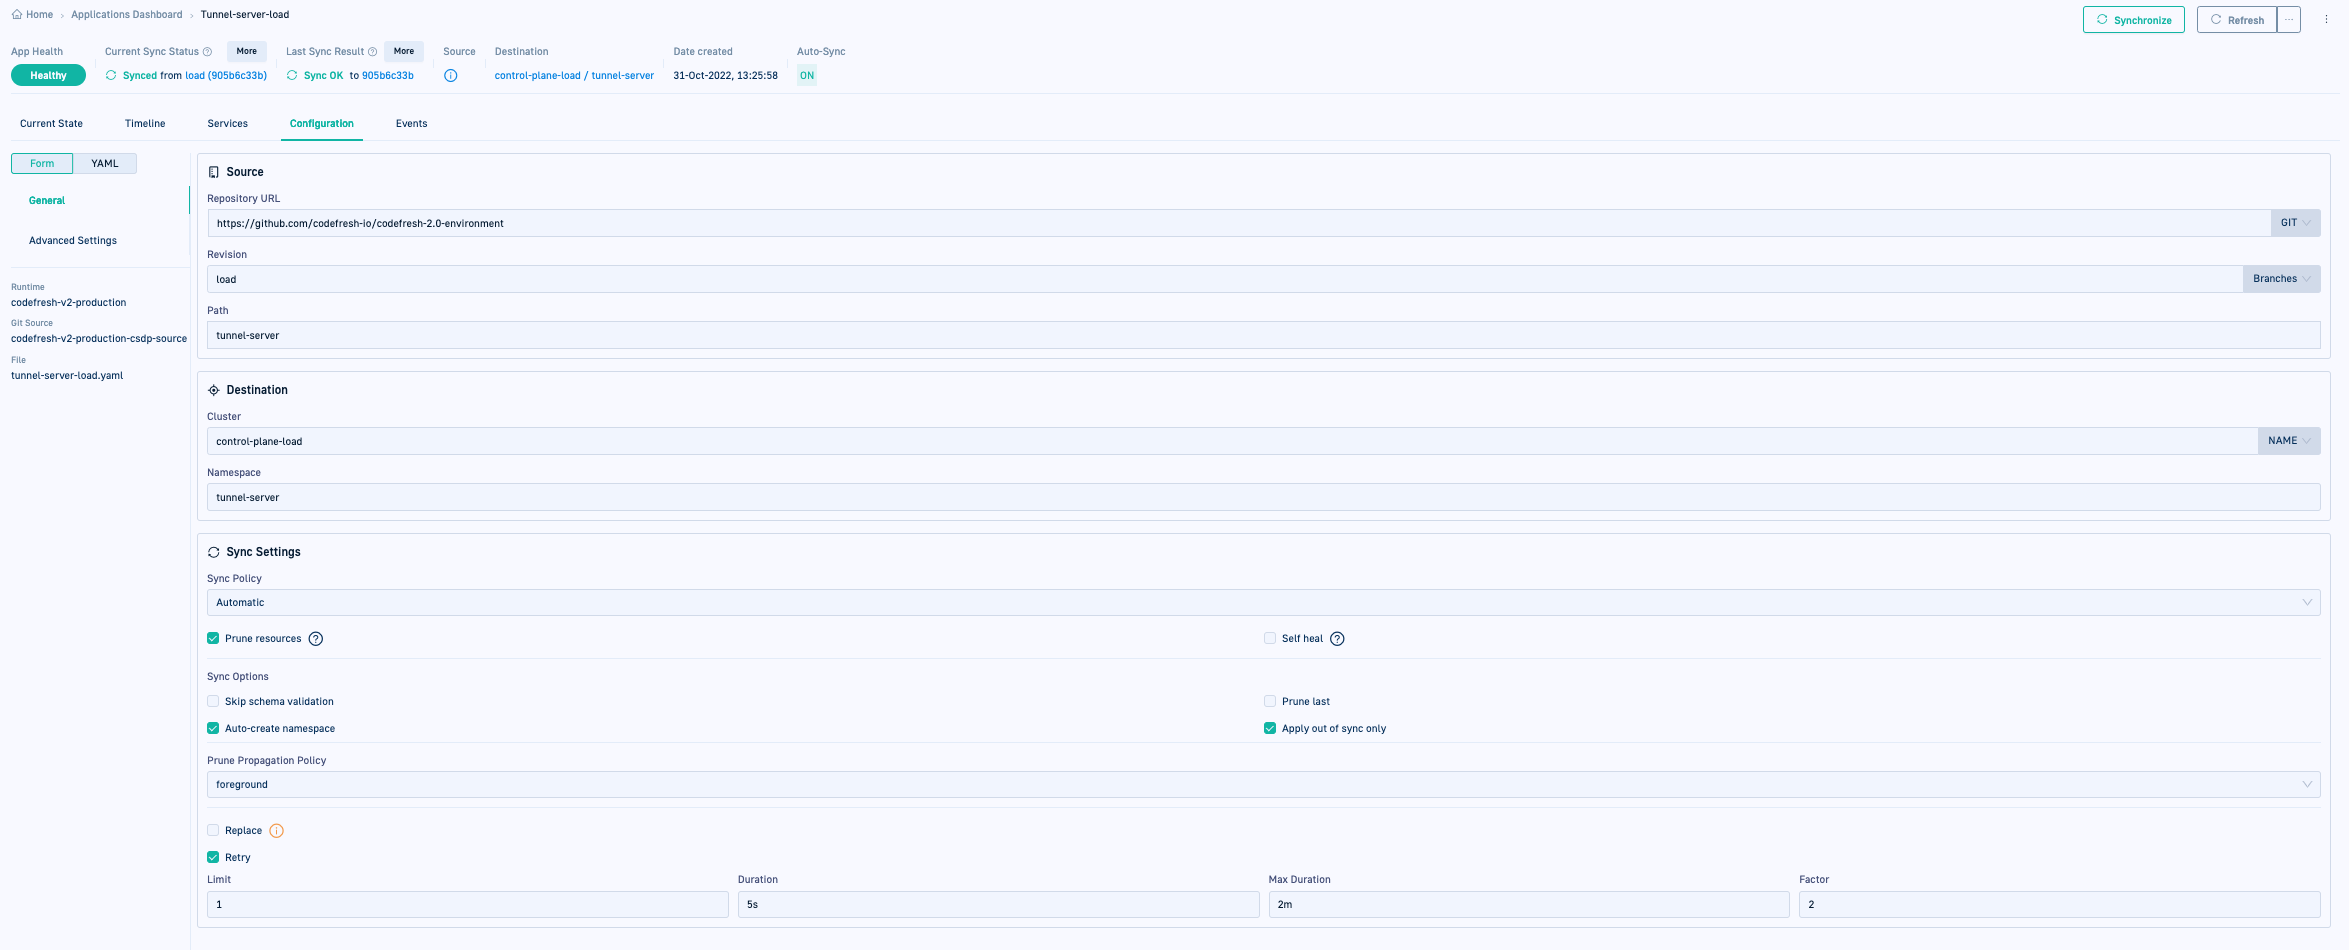 Home > Applications Dashboard > Tunnel-server-load
Synchronize Refresh ...
App Health Current Sync Status More Last Sync Result More Source Destination Date created Auto-Sync
Healthy Synced from load (905b6c33b) Sync OK to 905b6c33b control-plane-load / tunnel-server 31-Oct-2022, 13:25:58 ON
Current State Timeline Services Configuration Events
Form YAML
General
Advanced Settings
Runtime
codefresh-v2-production
Git Source
codefresh-v2-production-csdp-source
File
tunnel-server-load.yaml
Source
Repository URL
https://github.com/codefresh-io/codefresh-2.0-environment GIT
Revision
load Branches
Path
tunnel-server
Destination
Cluster
control-plane-load NAME
Namespace
tunnel-server
Sync Settings
Sync Policy
Automatic
Prune resources Self heal
Sync Options
Skip schema validation Prune last
Auto-create namespace Apply out of sync only
Prune Propagation Policy
foreground
Replace
Retry
Limit Duration Max Duration Factor
1 5s 2m 2